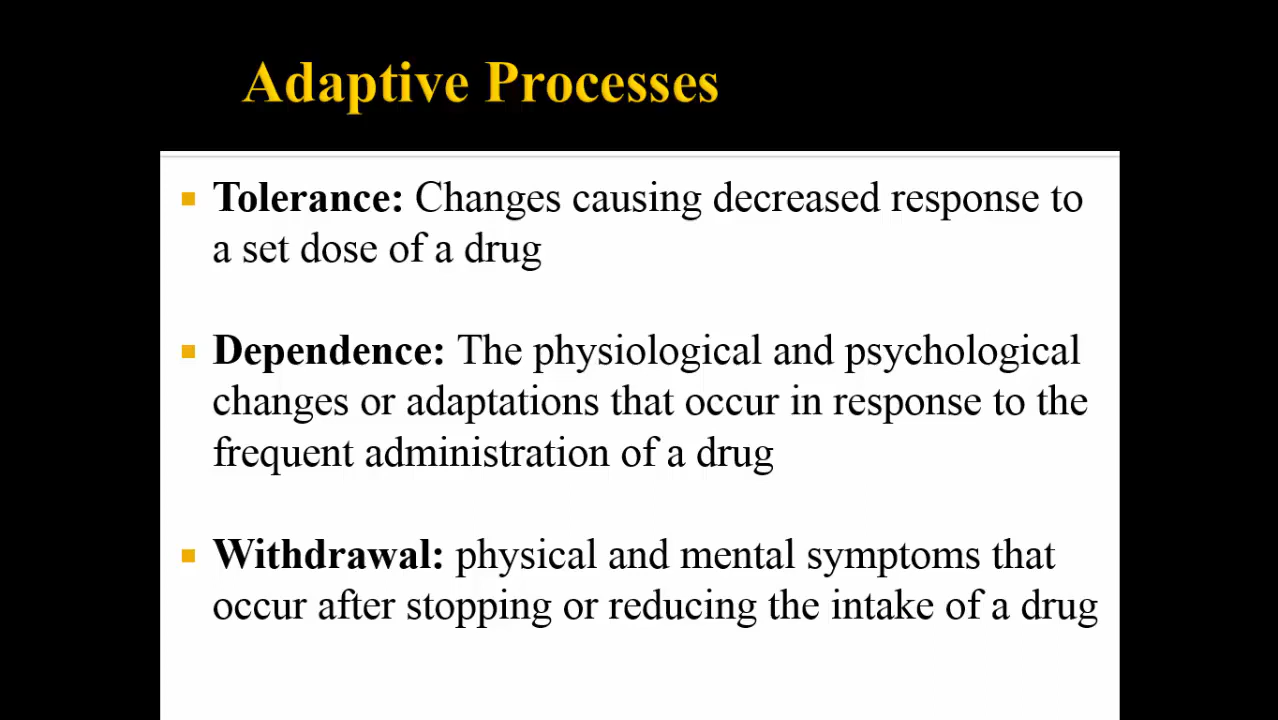 Adaptive Processes
Tolerance: Changes causing decreased response to
a set dose of a drug
Dependence: The physiological and psychological
changes or adaptations that occur in response to the
frequent administration of a drug
Withdrawal: physical and mental symptoms that
occur after stopping or reducing the intake of a drug